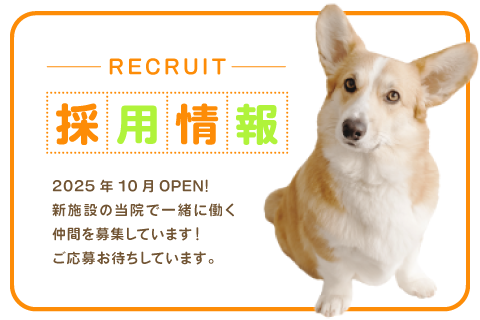 RECRUIT
採用情報
2025年10月OPEN!
新施設の当院で一緒に働く
仲間を募集しています!
ご応募お待ちしています。